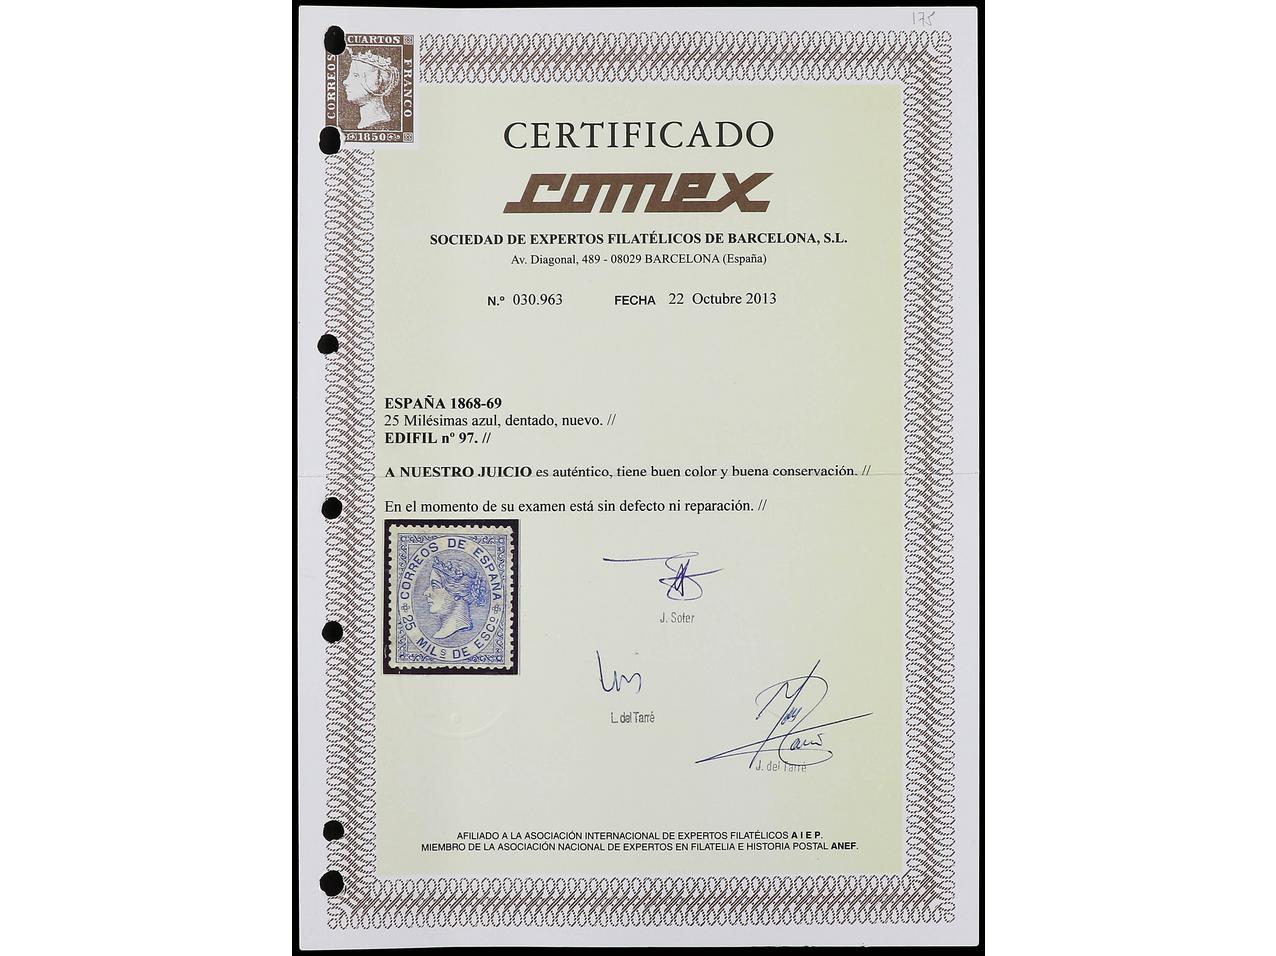 175
CUARTOS
CORREOS
FRANCO
1850
CERTIFICADO
comex
SOCIEDAD DE EXPERTOS FILATÉLICOS DE BARCELONA, S.L.
Av. Diagonal, 489 - 08029 BARCELONA (España)
N.º 030.963 FECHA 22 Octubre 2013
ESPAÑA 1868-69
25 Milésimas azul, dentado, nuevo. //
EDIFIL nº 97. //
A NUESTRO JUICIO es auténtico, tiene buen color y buena conservación. //
En el momento de su examen está sin defecto ni reparación. //
CORREOS DE ESPAÑA
25 MILS DE ESCO
J. Soter
L. del Tarré
J. del Tarré
AFILIADO A LA ASOCIACIÓN INTERNACIONAL DE EXPERTOS FILATÉLICOS A I E P.
MIEMBRO DE LA ASOCIACIÓN NACIONAL DE EXPERTOS EN FILATELIA E HISTORIA POSTAL ANEF.